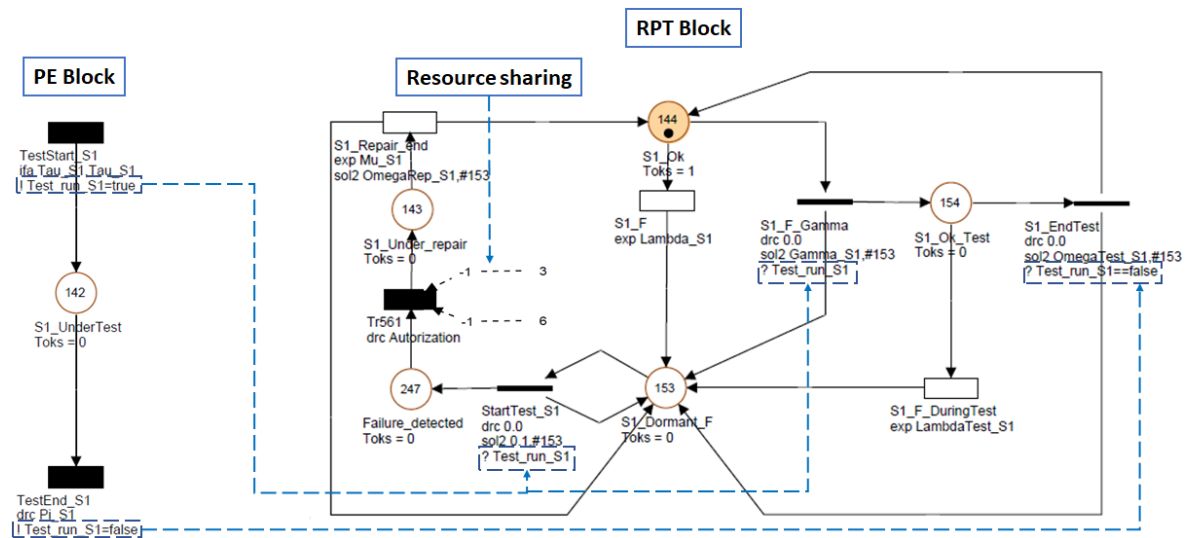 RPT Block
PE Block
Resource sharing
TestStart_S1
ifa Tau_S1,Tau_S1
! Test_run_S1=true
142
S1_UnderTest
Toks = 0
TestEnd_S1
drc Pi_S1
! Test_run_S1=false
S1_Repair_end
exp Mu_S1
sol2 OmegaRep_S1,#153
143
S1_Under_repair
Toks = 0
-1
3
Tr561
drc Autorization
-1
6
247
Failure_detected
Toks = 0
StartTest_S1
drc 0.0
sol2 0,1,#153
? Test_run_S1
144
S1_Ok
Toks = 1
S1_F
exp Lambda_S1
153
S1_Dormant_F
Toks = 0
S1_F_Gamma
drc 0.0
sol2 Gamma_S1,#153
? Test_run_S1
154
S1_Ok_Test
Toks = 0
S1_EndTest
drc 0.0
sol2 OmegaTest_S1,#153
? Test_run_S1==false
S1_F_DuringTest
exp LambdaTest_S1